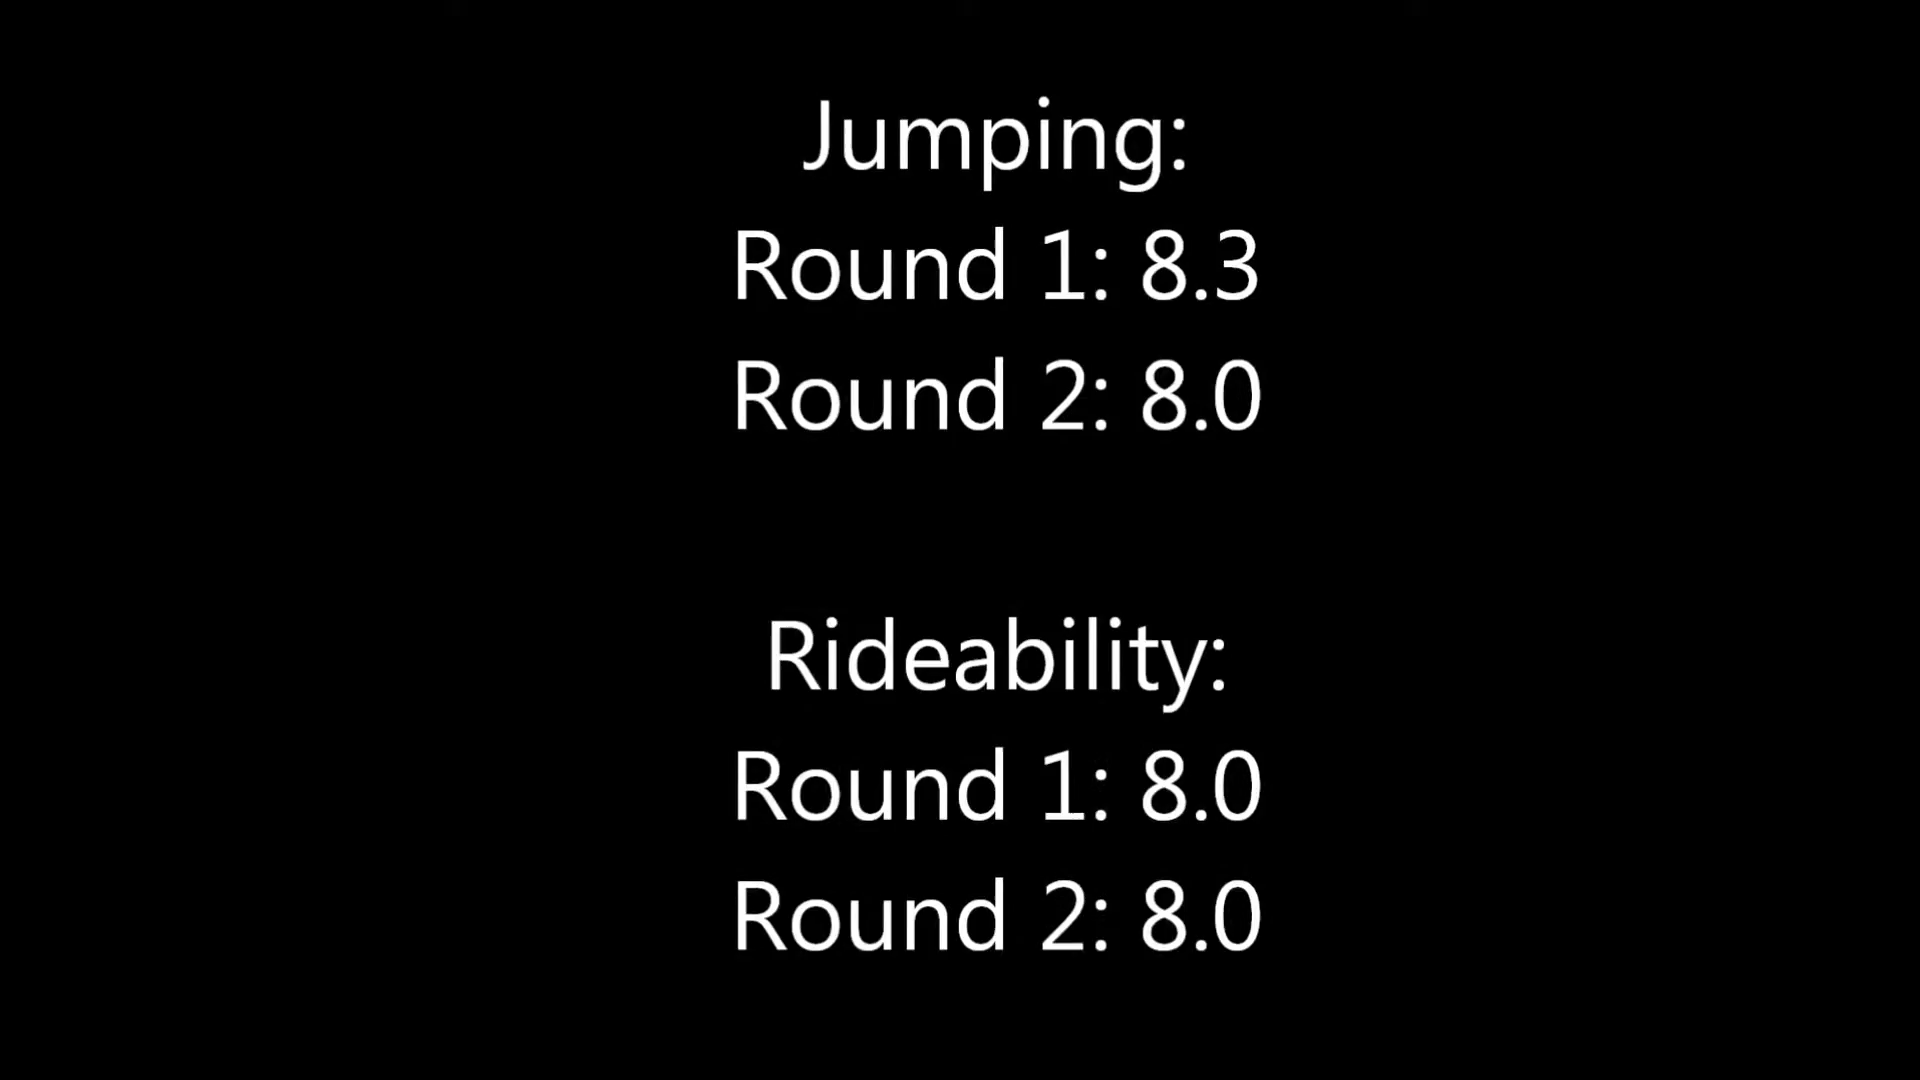 Jumping:
Round 1: 8.3
Round 2: 8.0
Rideability:
Round 1: 8.0
Round 2: 8.0